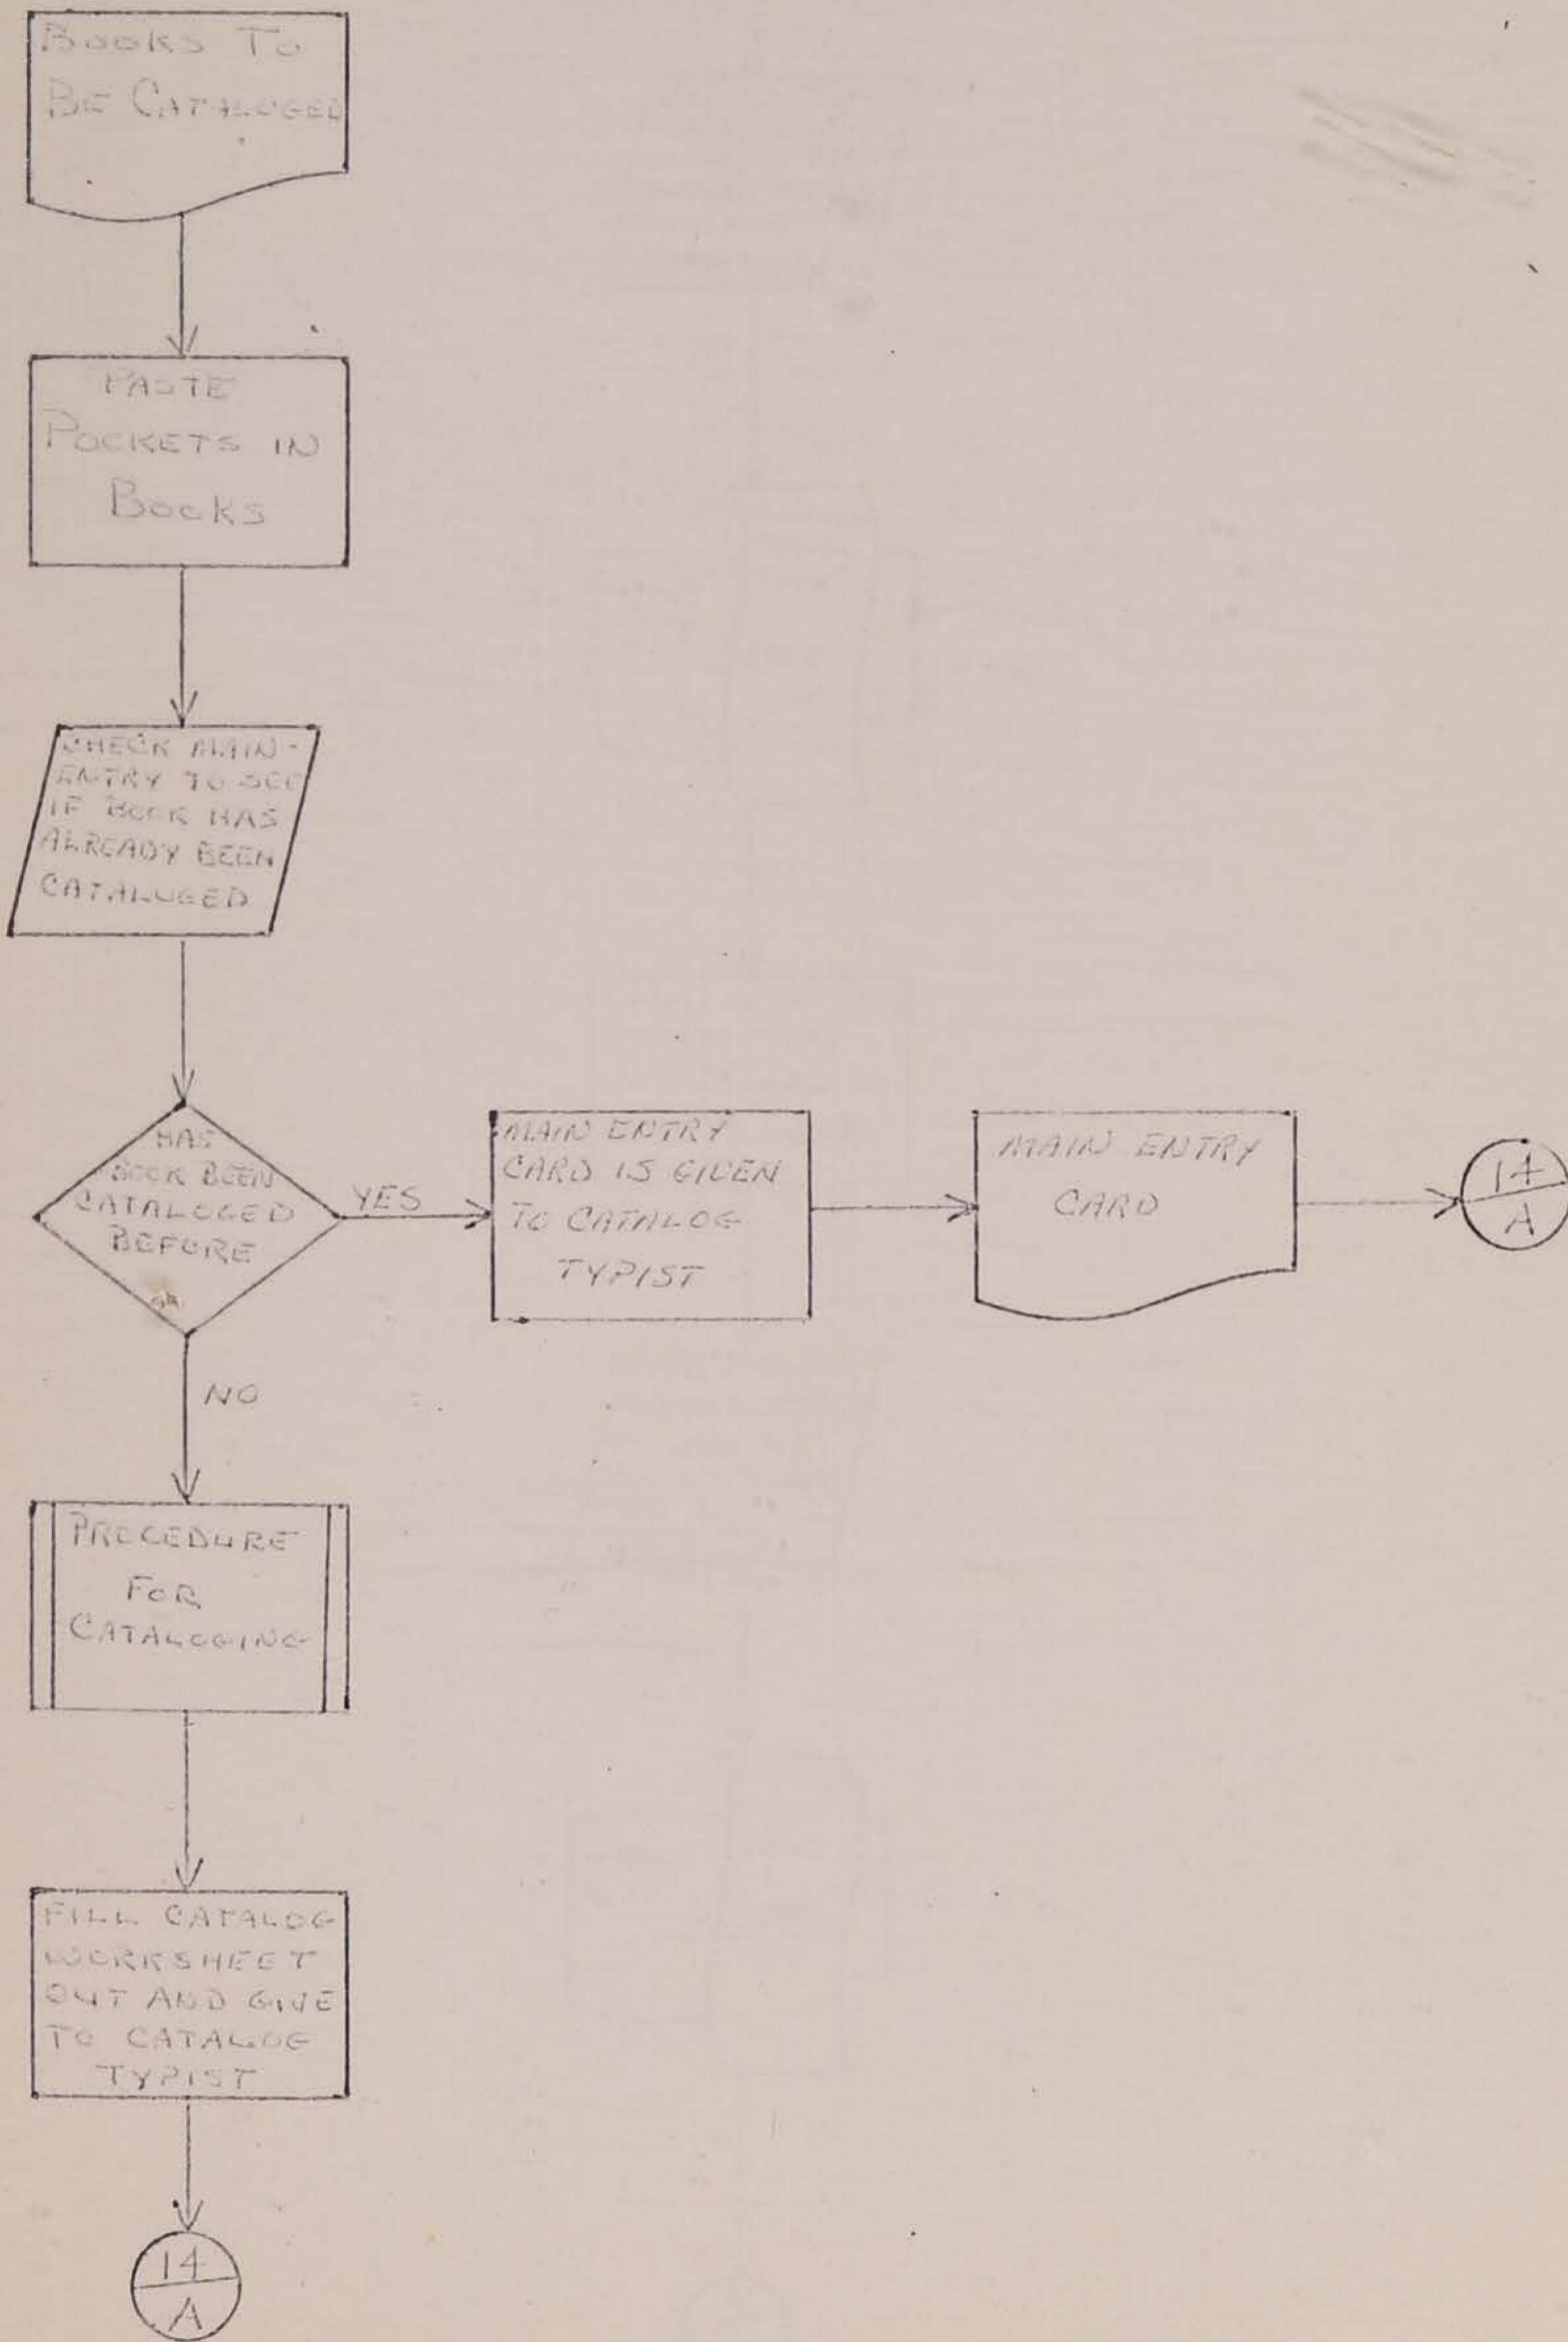 BOOKS TO
BE CATALOGED
PASTE
POCKETS IN
BOOKS
CHECK MAIN-
ENTRY TO SEE
IF BOOK HAS
ALREADY BEEN
CATALOGED
HAS
BOOK BEEN
CATALOGED
BEFORE
YES
MAIN ENTRY
CARD IS GIVEN
TO CATALOG
TYPIST
MAIN ENTRY
CARD
14
A
NO
PROCEDURE
FOR
CATALOGING
FILL CATALOG
WORKSHEET
OUT AND GIVE
TO CATALOG
TYPIST
14
A